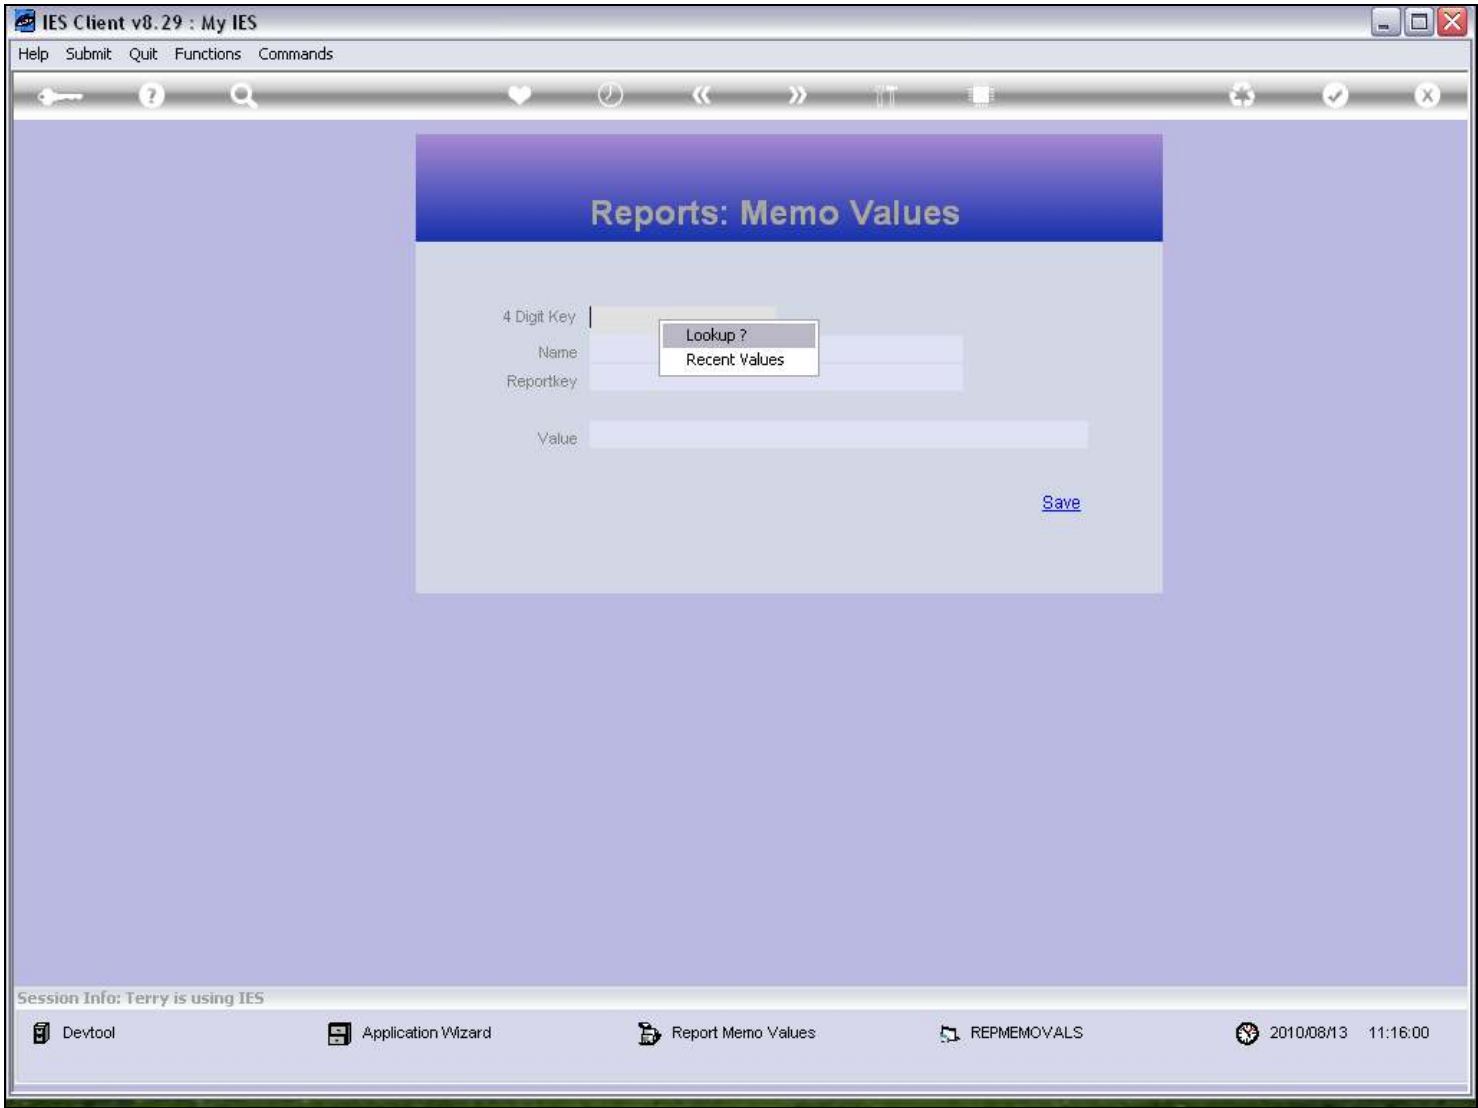 IES Client v8.29 : My IES
Help Submit Quit Functions Commands
Reports: Memo Values
4 Digit Key
Lookup ?
Name
Recent Values
Reportkey
Value
Save
Session Info: Terry is using IES
Devtool Application Wizard Report Memo Values REPMEMOVALS 2010/08/13 11:16:00